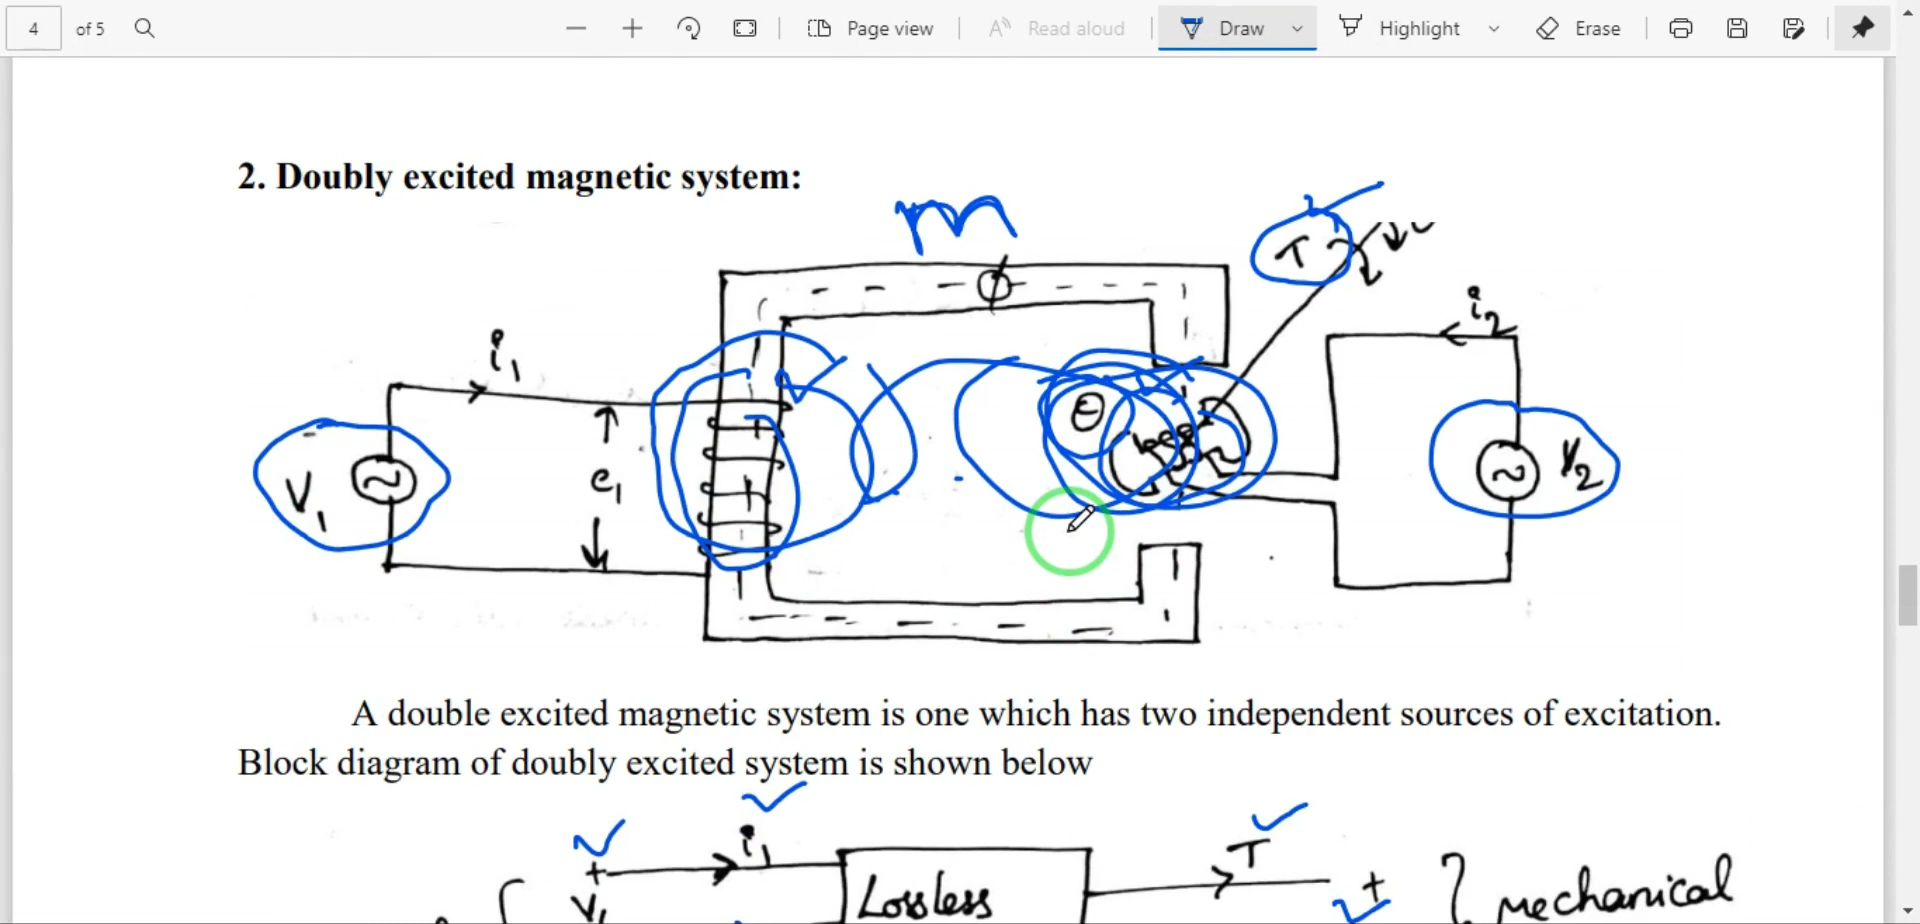 4 of 5 Page view Read aloud Draw Highlight Erase
2. Doubly excited magnetic system:
m
T
i₁
i₂
V₁
e₁
ϕ
θ
V₂
A double excited magnetic system is one which has two independent sources of excitation.
Block diagram of doubly excited system is shown below
i₁
T
+
V₁
Lossless
+
mechanical